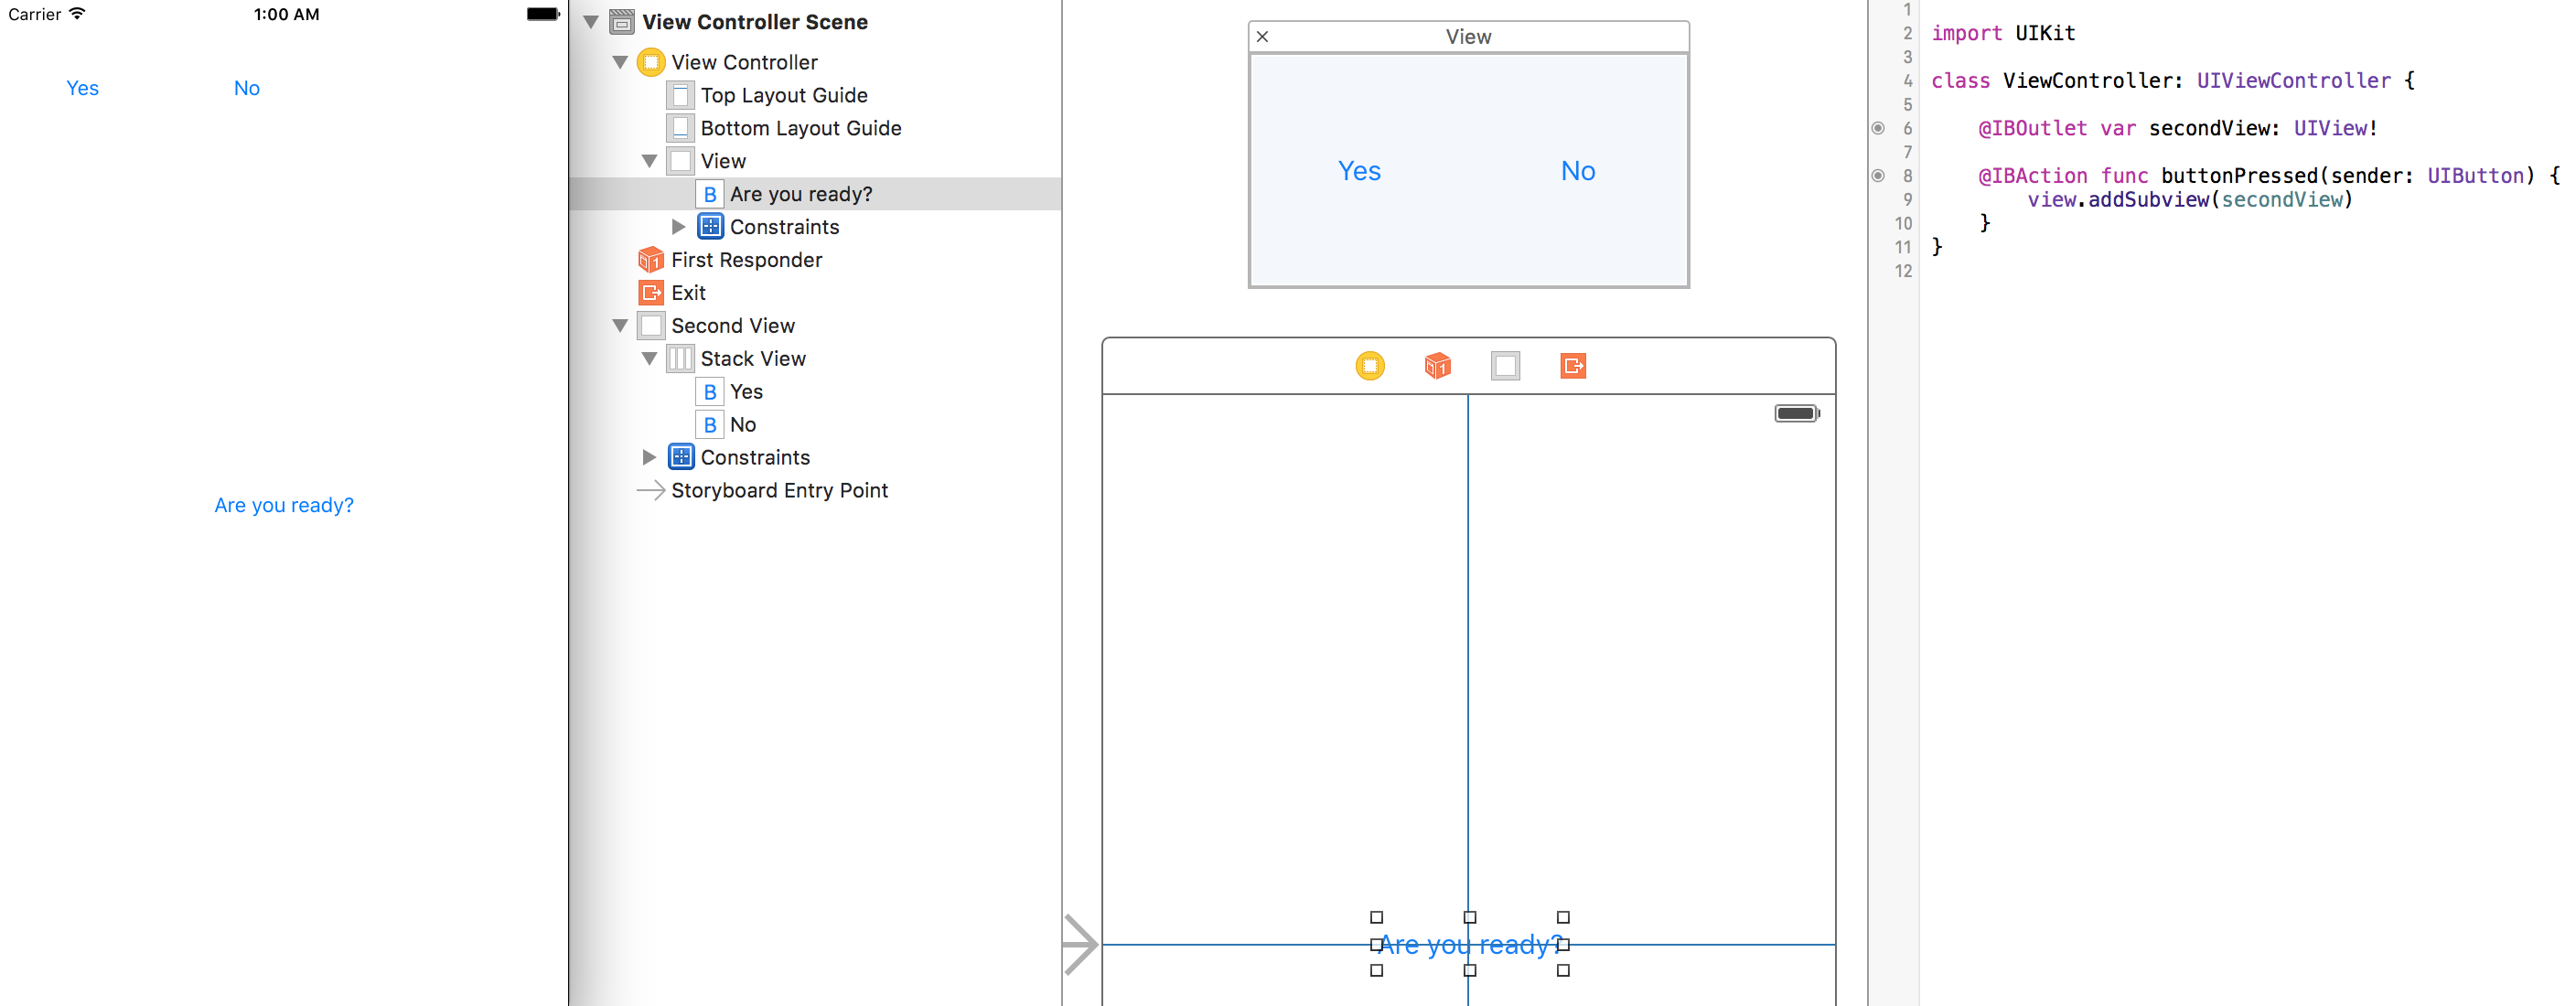 Carrier 1:00 AM
Yes No
Are you ready?
View Controller Scene
View Controller
Top Layout Guide
Bottom Layout Guide
View
B Are you ready?
Constraints
First Responder
Exit
Second View
Stack View
B Yes
B No
Constraints
Storyboard Entry Point
× View
Yes No
Are you ready?
1
2 import UIKit
3
4 class ViewController: UIViewController {
5
6 @IBOutlet var secondView: UIView!
7
8 @IBAction func buttonPressed(sender: UIButton) {
9 view.addSubview(secondView)
10 }
11 }
12